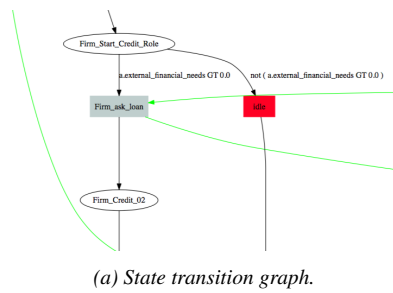 Firm_Start_Credit_Role
a.external_financial_needs GT 0.0
not ( a.external_financial_needs GT 0.0 )
Firm_ask_loan
idle
Firm_Credit_02
(a) State transition graph.